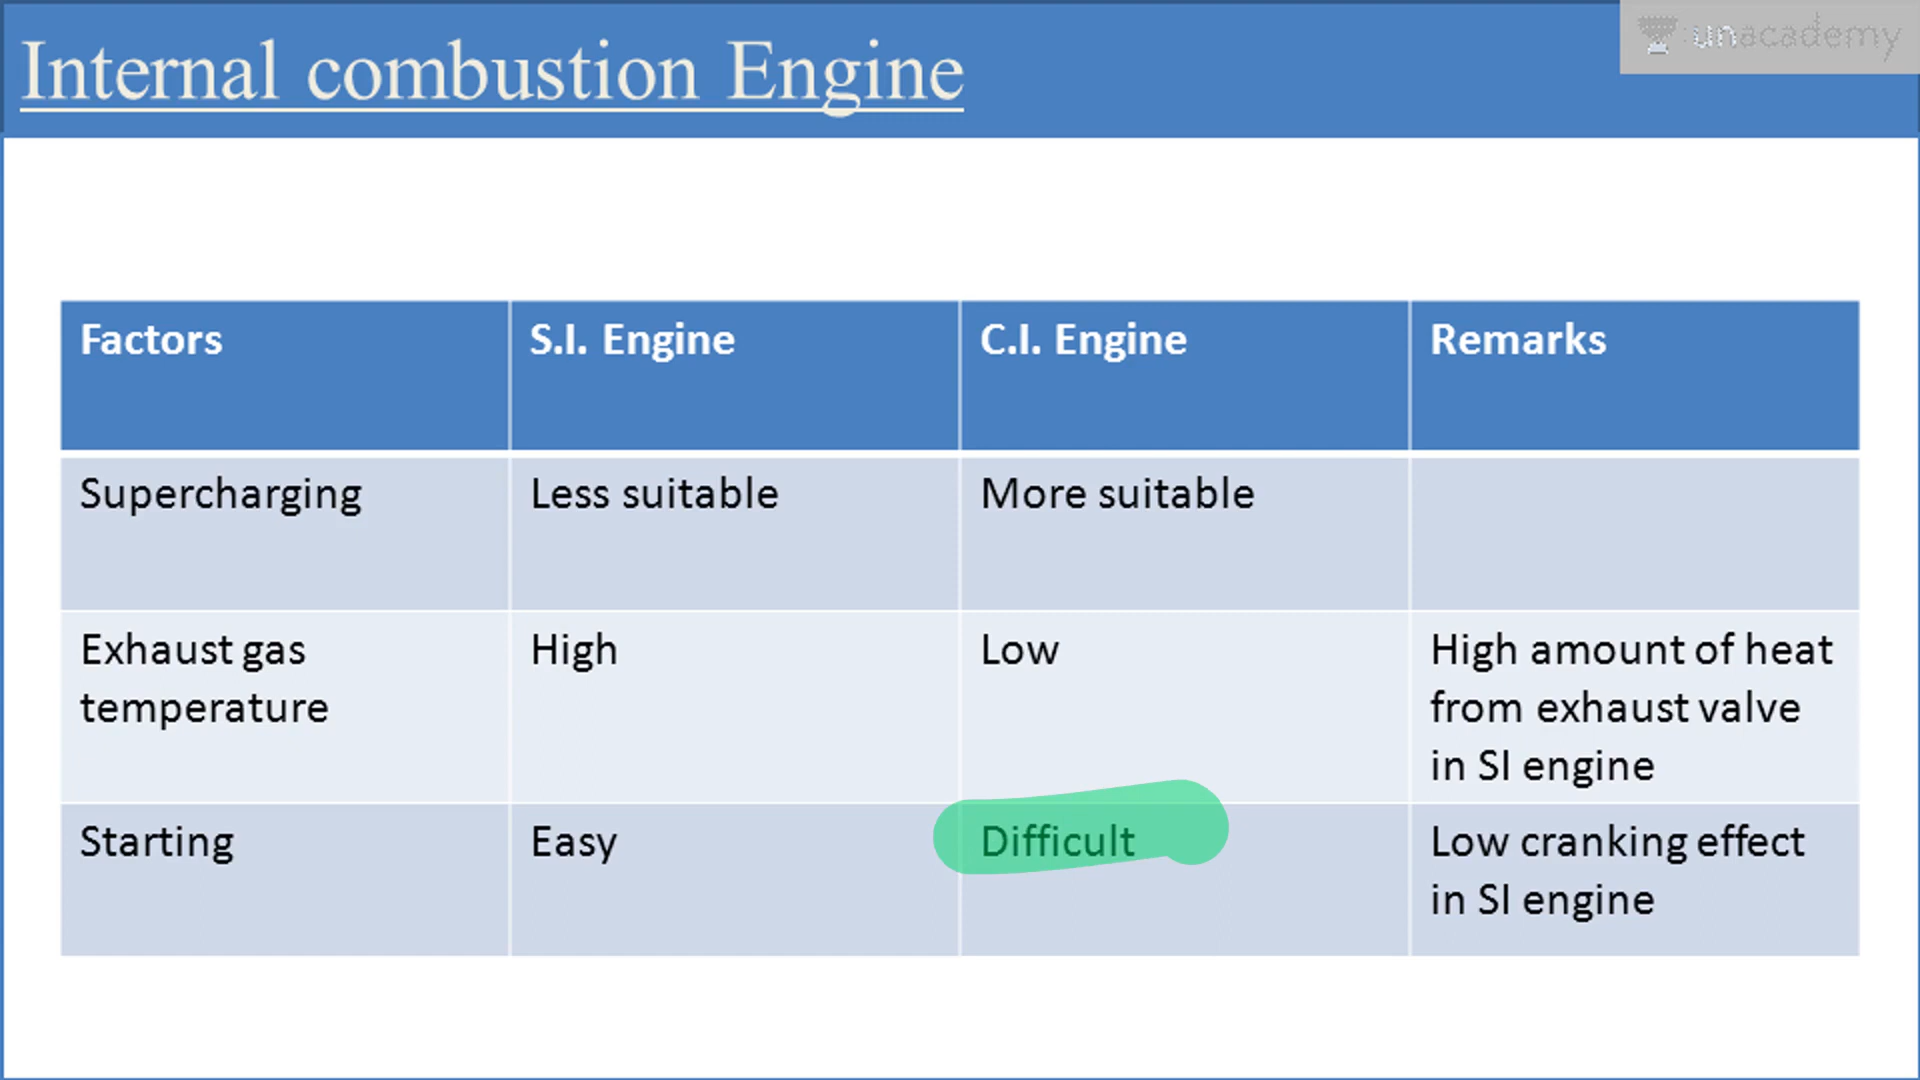 Internal combustion Engine
unacademy
Factors S.I. Engine C.I. Engine Remarks
Supercharging Less suitable More suitable
Exhaust gas High Low High amount of heat
temperature from exhaust valve
in SI engine
Starting Easy Difficult Low cranking effect
in SI engine